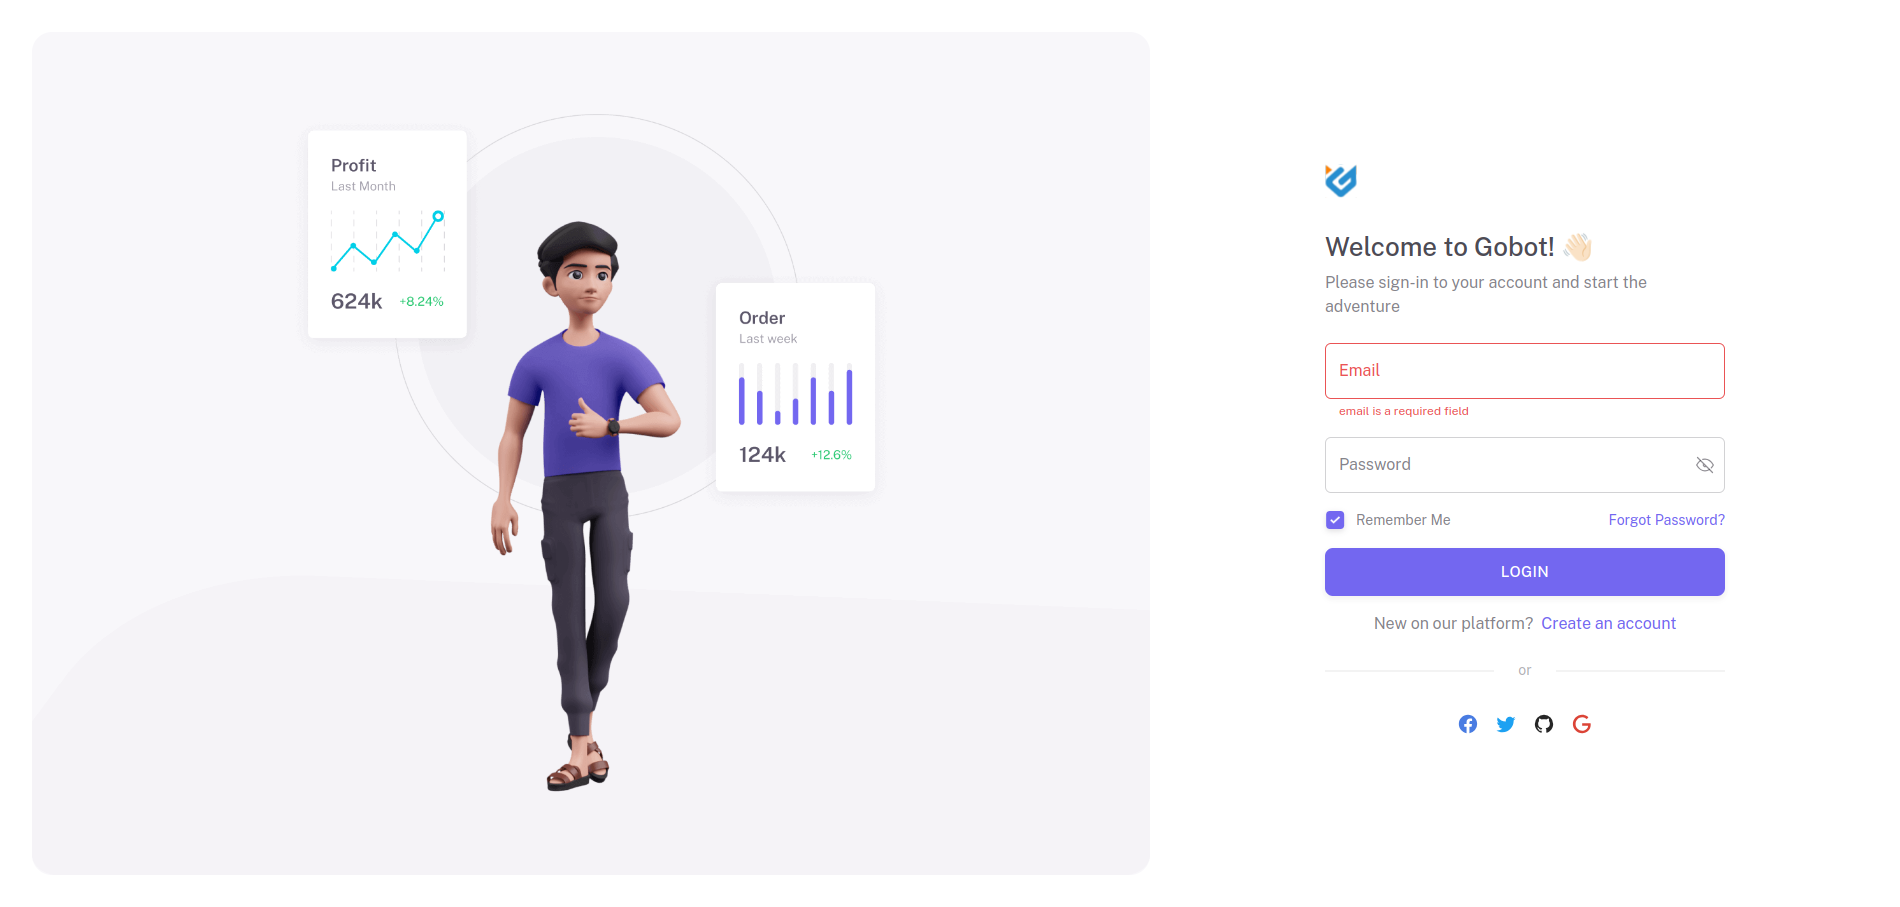 Profit
Last Month
624k +8.24%
Order
Last week
124k +12.6%
Welcome to Gobot! 👋🏻
Please sign-in to your account and start the
adventure
Email
email is a required field
Password
Remember Me Forgot Password?
LOGIN
New on our platform? Create an account
or